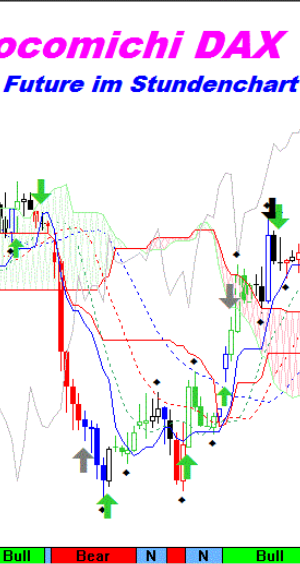 ocomichi DAX
Future im Stundenchart
Bull Bear N N Bull